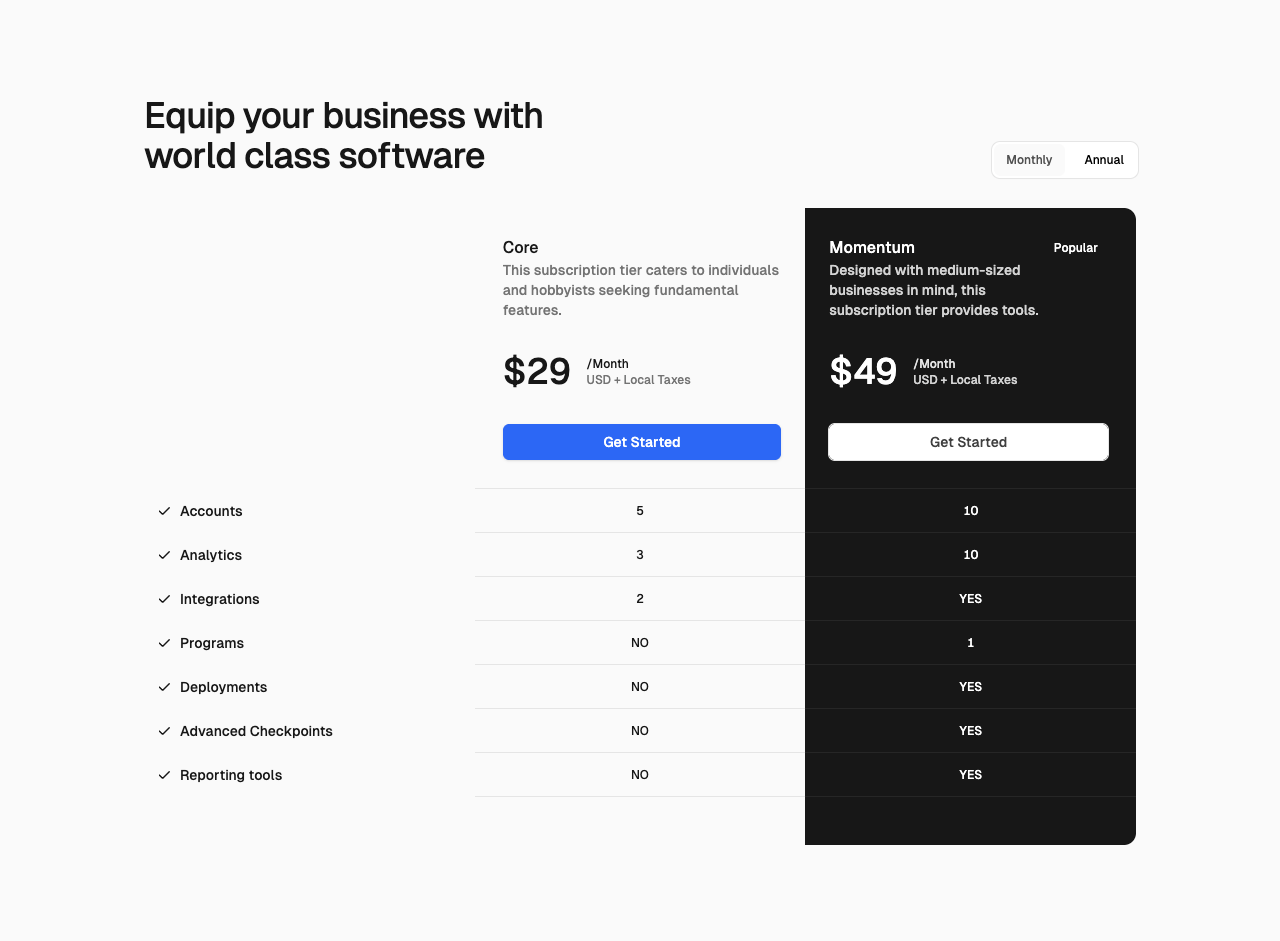 Equip your business with
world class software
Monthly Annual
Core
This subscription tier caters to individuals
and hobbyists seeking fundamental
features.
$29
/Month
USD + Local Taxes
Get Started
Momentum
Popular
Designed with medium-sized
businesses in mind, this
subscription tier provides tools.
$49
/Month
USD + Local Taxes
Get Started
Accounts 5 10
Analytics 3 10
Integrations 2 YES
Programs NO 1
Deployments NO YES
Advanced Checkpoints NO YES
Reporting tools NO YES